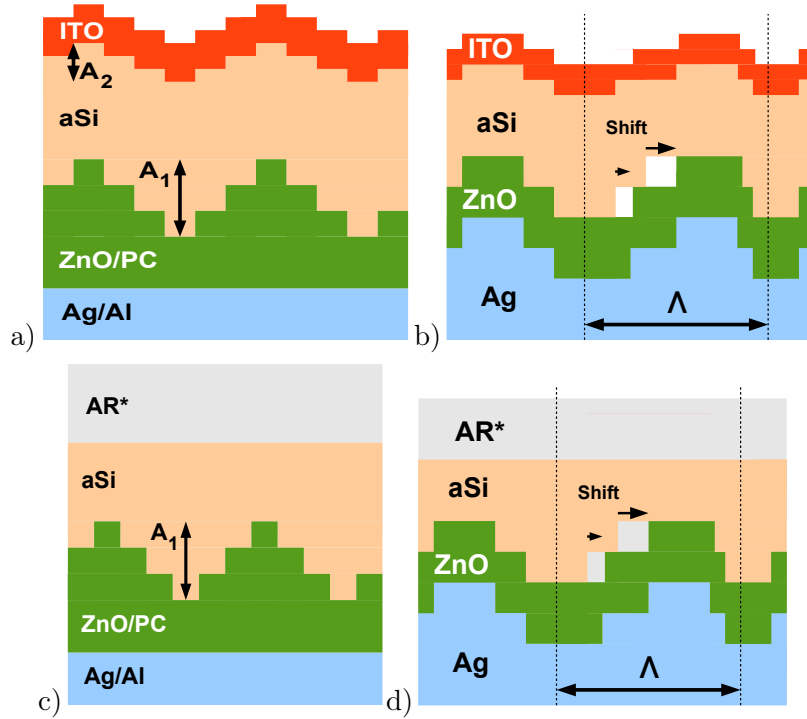 ITO
A2
aSi
A1
ZnO/PC
Ag/Al
a)
ITO
aSi
Shift
ZnO
Ag
Λ
b)
AR*
aSi
A1
ZnO/PC
Ag/Al
c)
AR*
aSi
Shift
ZnO
Ag
Λ
d)